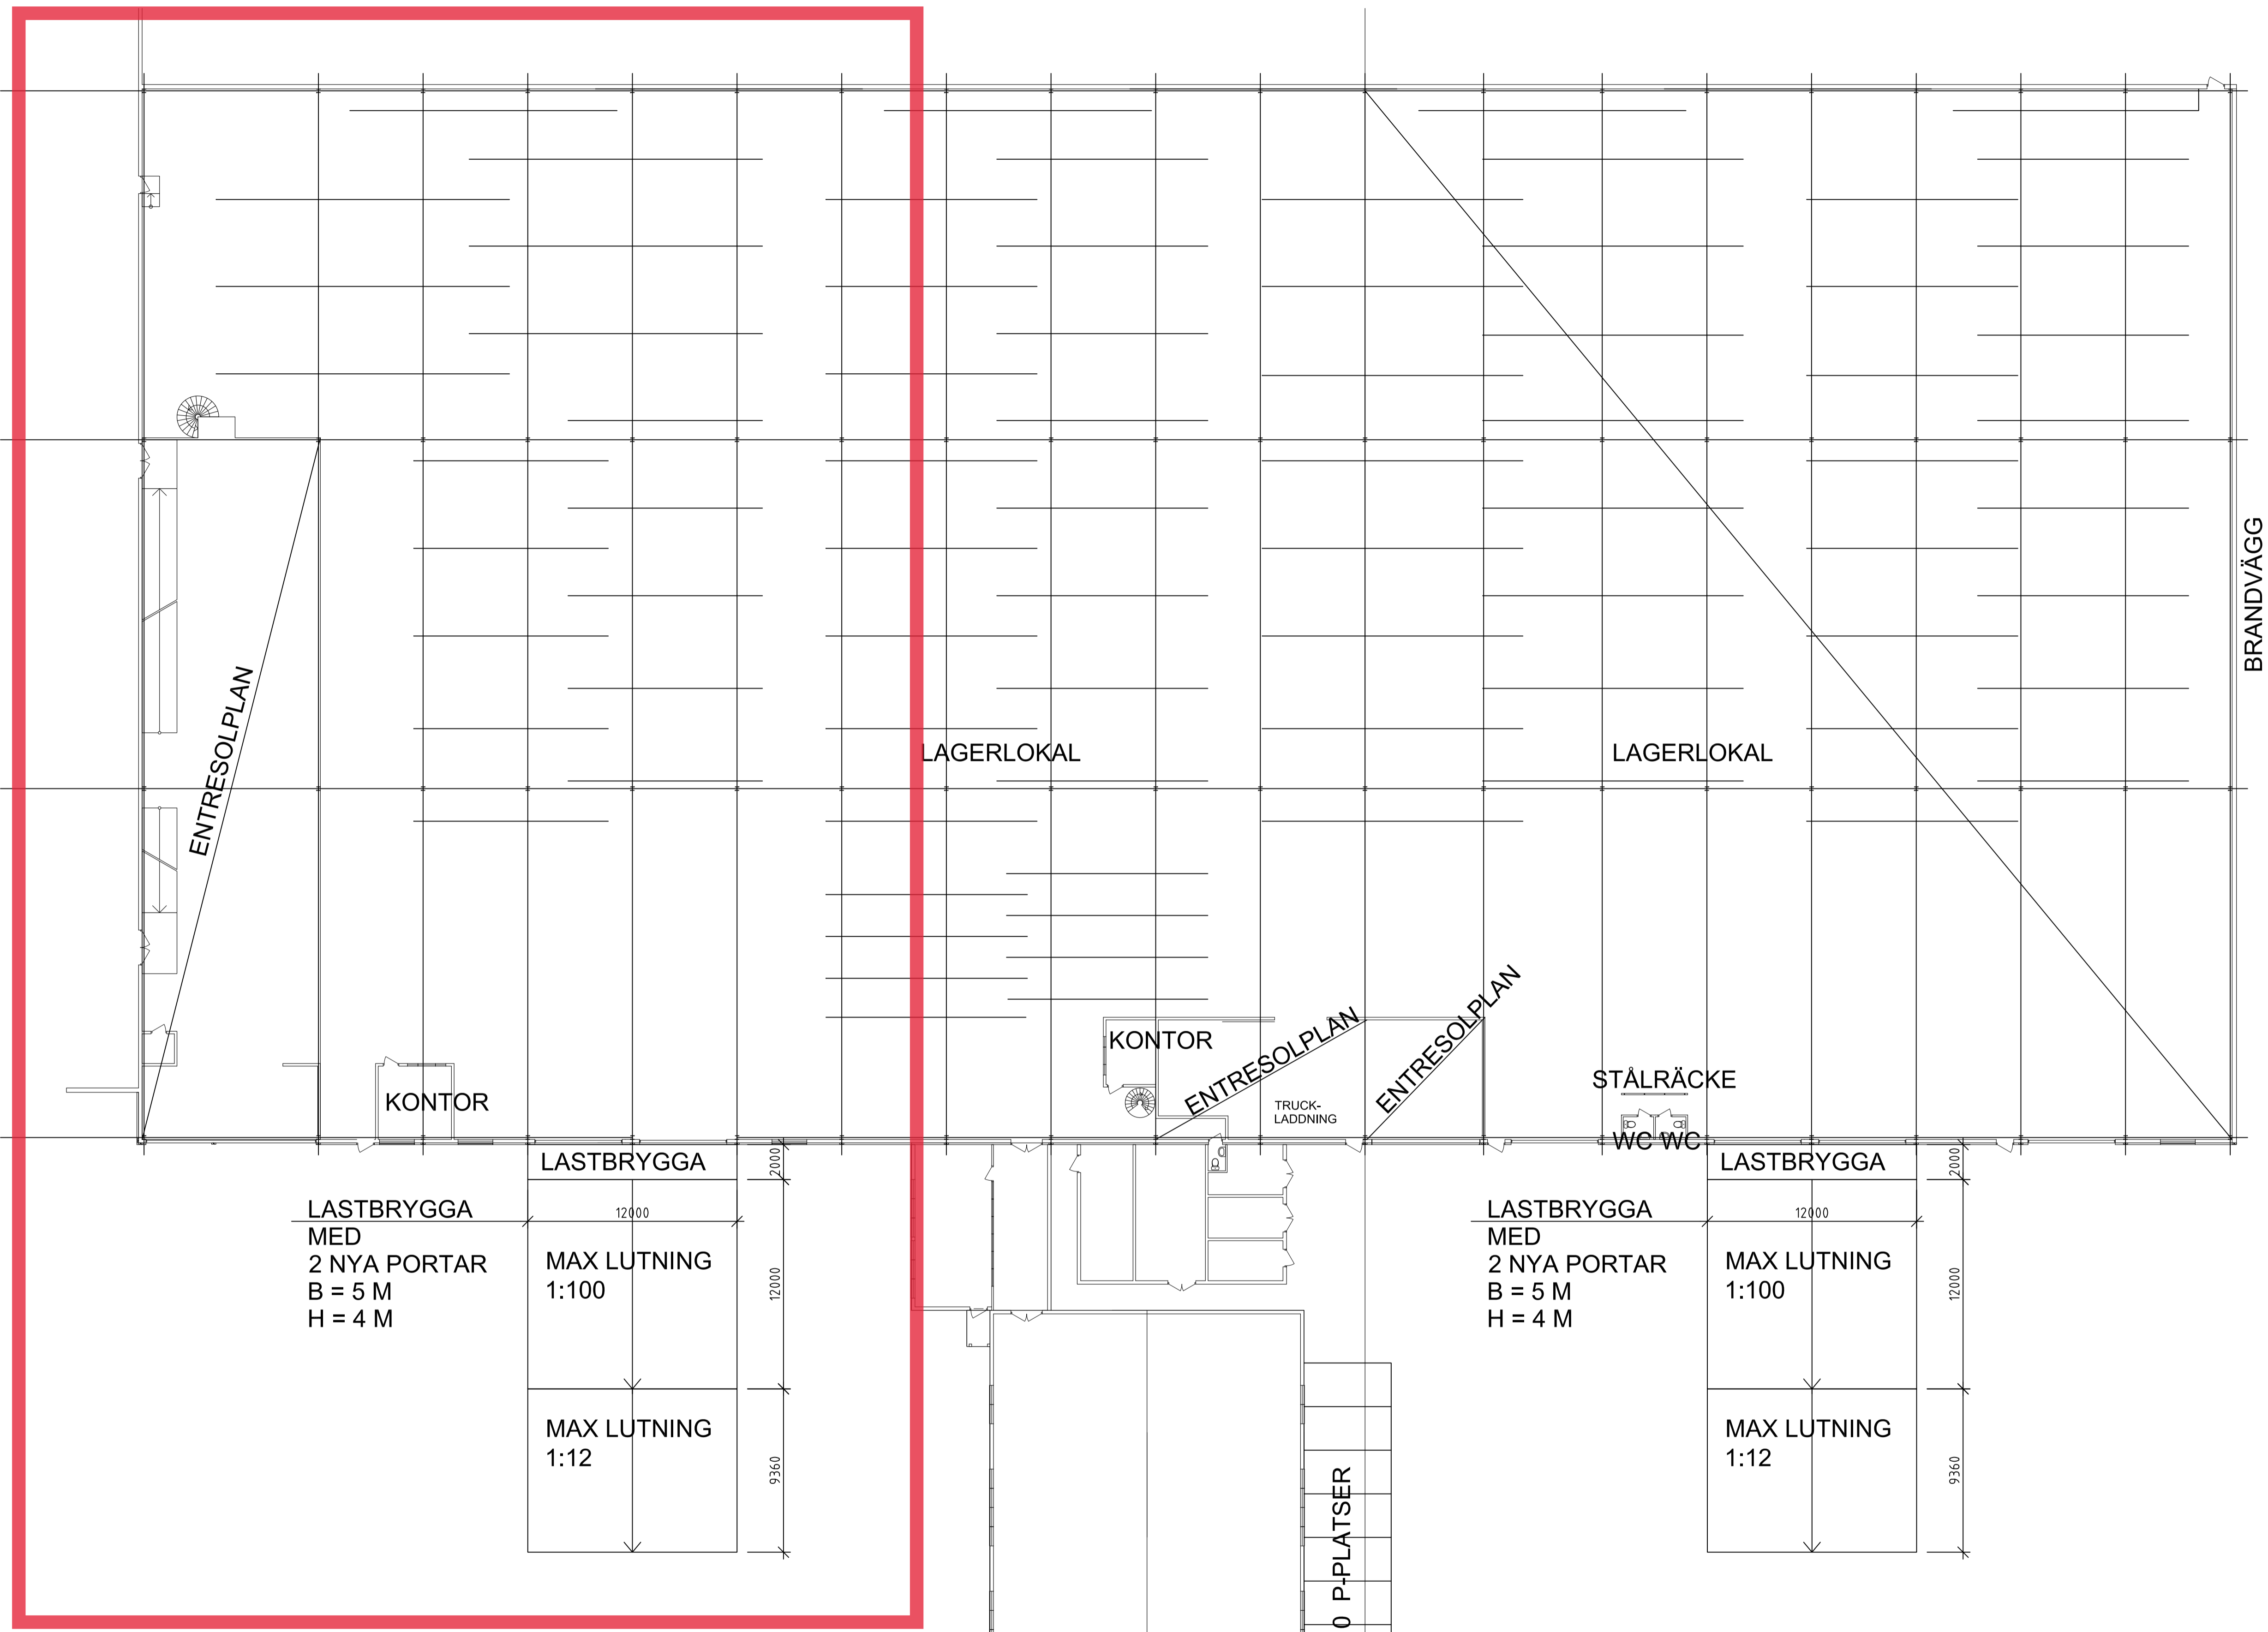 BRANDVÄGG
ENTRESOLPLAN
LAGERLOKAL
LAGERLOKAL
KONTOR
KONTOR
ENTRESOLPLAN
ENTRESOLPLAN
TRUCK-
LADDNING
STÅLRÄCKE
WC WC
LASTBRYGGA
2000
LASTBRYGGA
MED
2 NYA PORTAR
B = 5 M
H = 4 M
12000
MAX LUTNING
1:100
12000
MAX LUTNING
1:12
9360
LASTBRYGGA
2000
LASTBRYGGA
MED
2 NYA PORTAR
B = 5 M
H = 4 M
12000
MAX LUTNING
1:100
12000
MAX LUTNING
1:12
9360
0 P-PLATSER